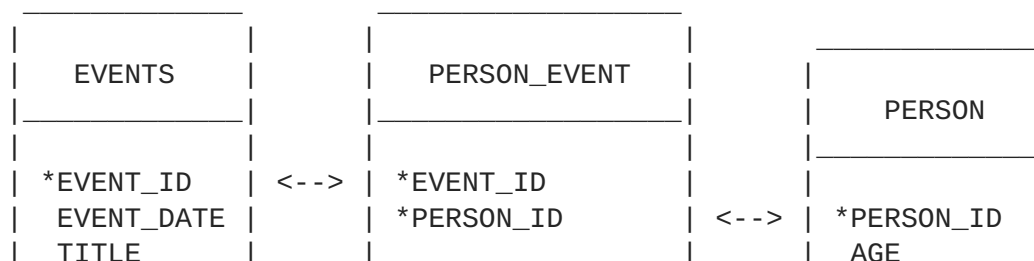 EVENTS PERSON_EVENT
PERSON
*EVENT_ID <--> *EVENT_ID
EVENT_DATE *PERSON_ID <--> *PERSON_ID
TITLE AGE